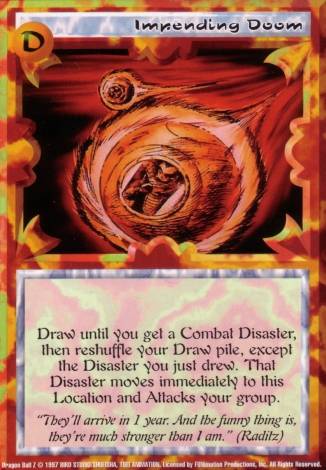 Impending Doom
D
Draw until you get a Combat Disaster,
then reshuffle your Draw pile, except
the Disaster you just drew. That
Disaster moves immediately to this
Location and Attacks your group.
"They'll arrive in 1 year. And the funny thing is,
they're much stronger than I am." (Raditz)
Dragon Ball Z © 1997 BIRD STUDIO/SHUEISHA, TOEI ANIMATION. Licensed by FUNimation Productions, Inc. All Rights Reserved.